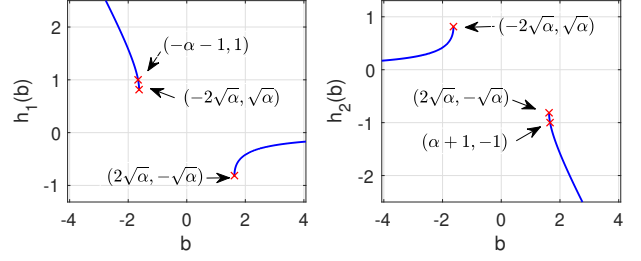 2
1
0
-1
h₁(b)
(−α − 1, 1)
(−2√α, √α)
(2√α, −√α)
-4
-2
0
2
4
b
1
0
-1
-2
h₂(b)
(−2√α, √α)
(2√α, −√α)
(α + 1, −1)
-4
-2
0
2
4
b